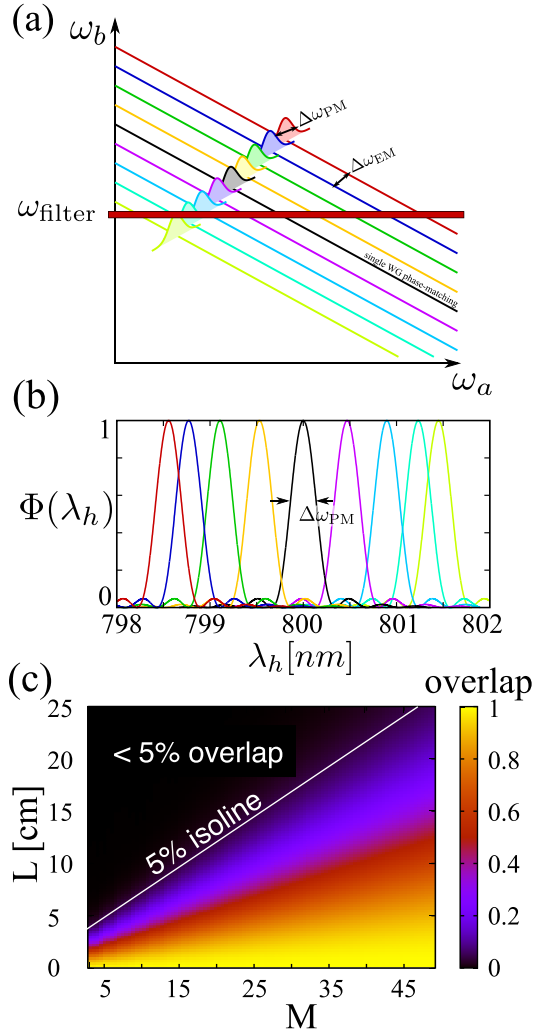 (a)
ω_b
Δω_PM
Δω_EM
ω_filter
single WG phase-matching
ω_a
(b)
1
Φ(λ_h)
Δω_PM
0
798 799 800 801 802
λ_h[nm]
(c)
overlap
25 1
20 < 5% overlap 0.8
15 5% isoline 0.6
L [cm]
10 0.4
5 0.2
0 0
5 15 25 35 45
M